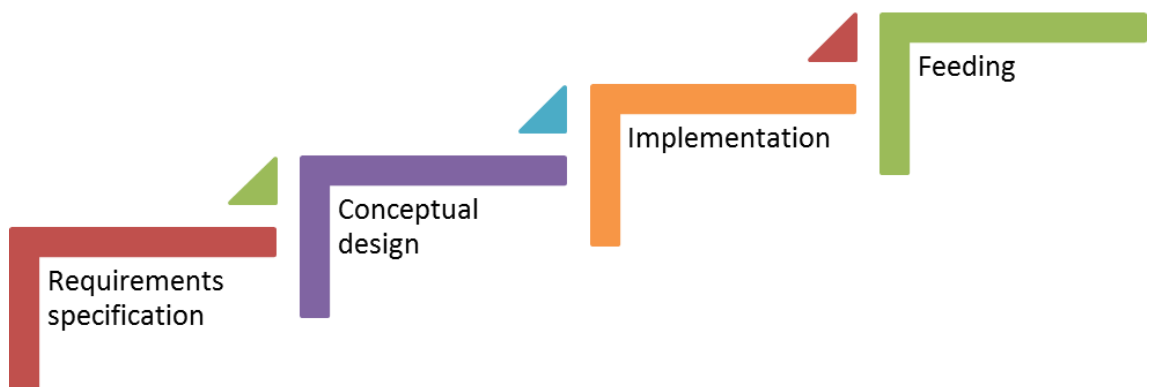 Requirements
specification
Conceptual
design
Implementation
Feeding